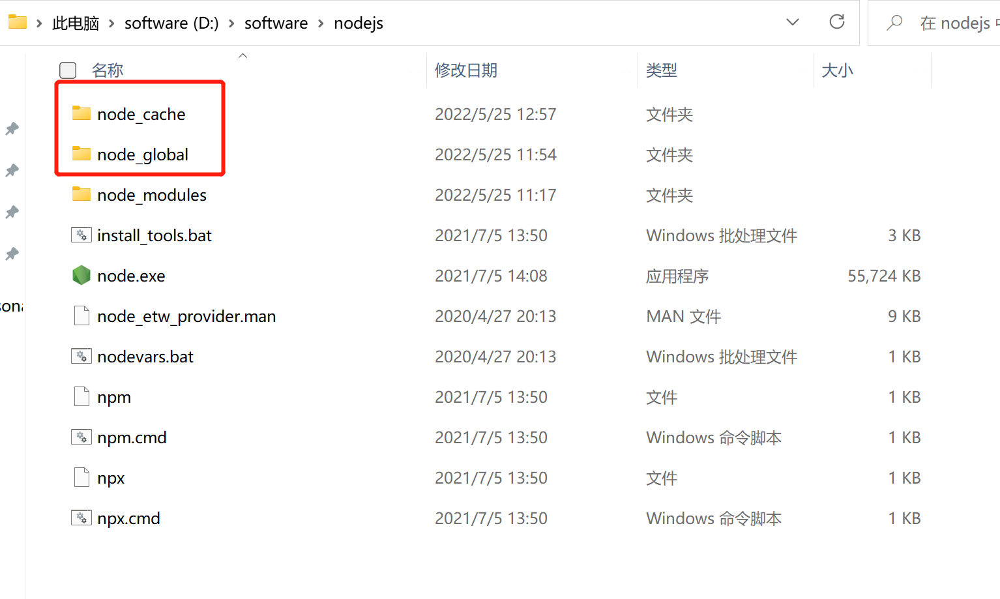 此电脑 > software (D:) > software > nodejs
在 nodejs
名称 修改日期 类型 大小
node_cache 2022/5/25 12:57 文件夹
node_global 2022/5/25 11:54 文件夹
node_modules 2022/5/25 11:17 文件夹
install_tools.bat 2021/7/5 13:50 Windows 批处理文件 3 KB
node.exe 2021/7/5 14:08 应用程序 55,724 KB
node_etw_provider.man 2020/4/27 20:13 MAN 文件 9 KB
nodevars.bat 2020/4/27 20:13 Windows 批处理文件 1 KB
npm 2021/7/5 13:50 文件 1 KB
npm.cmd 2021/7/5 13:50 Windows 命令脚本 1 KB
npx 2021/7/5 13:50 文件 1 KB
npx.cmd 2021/7/5 13:50 Windows 命令脚本 1 KB